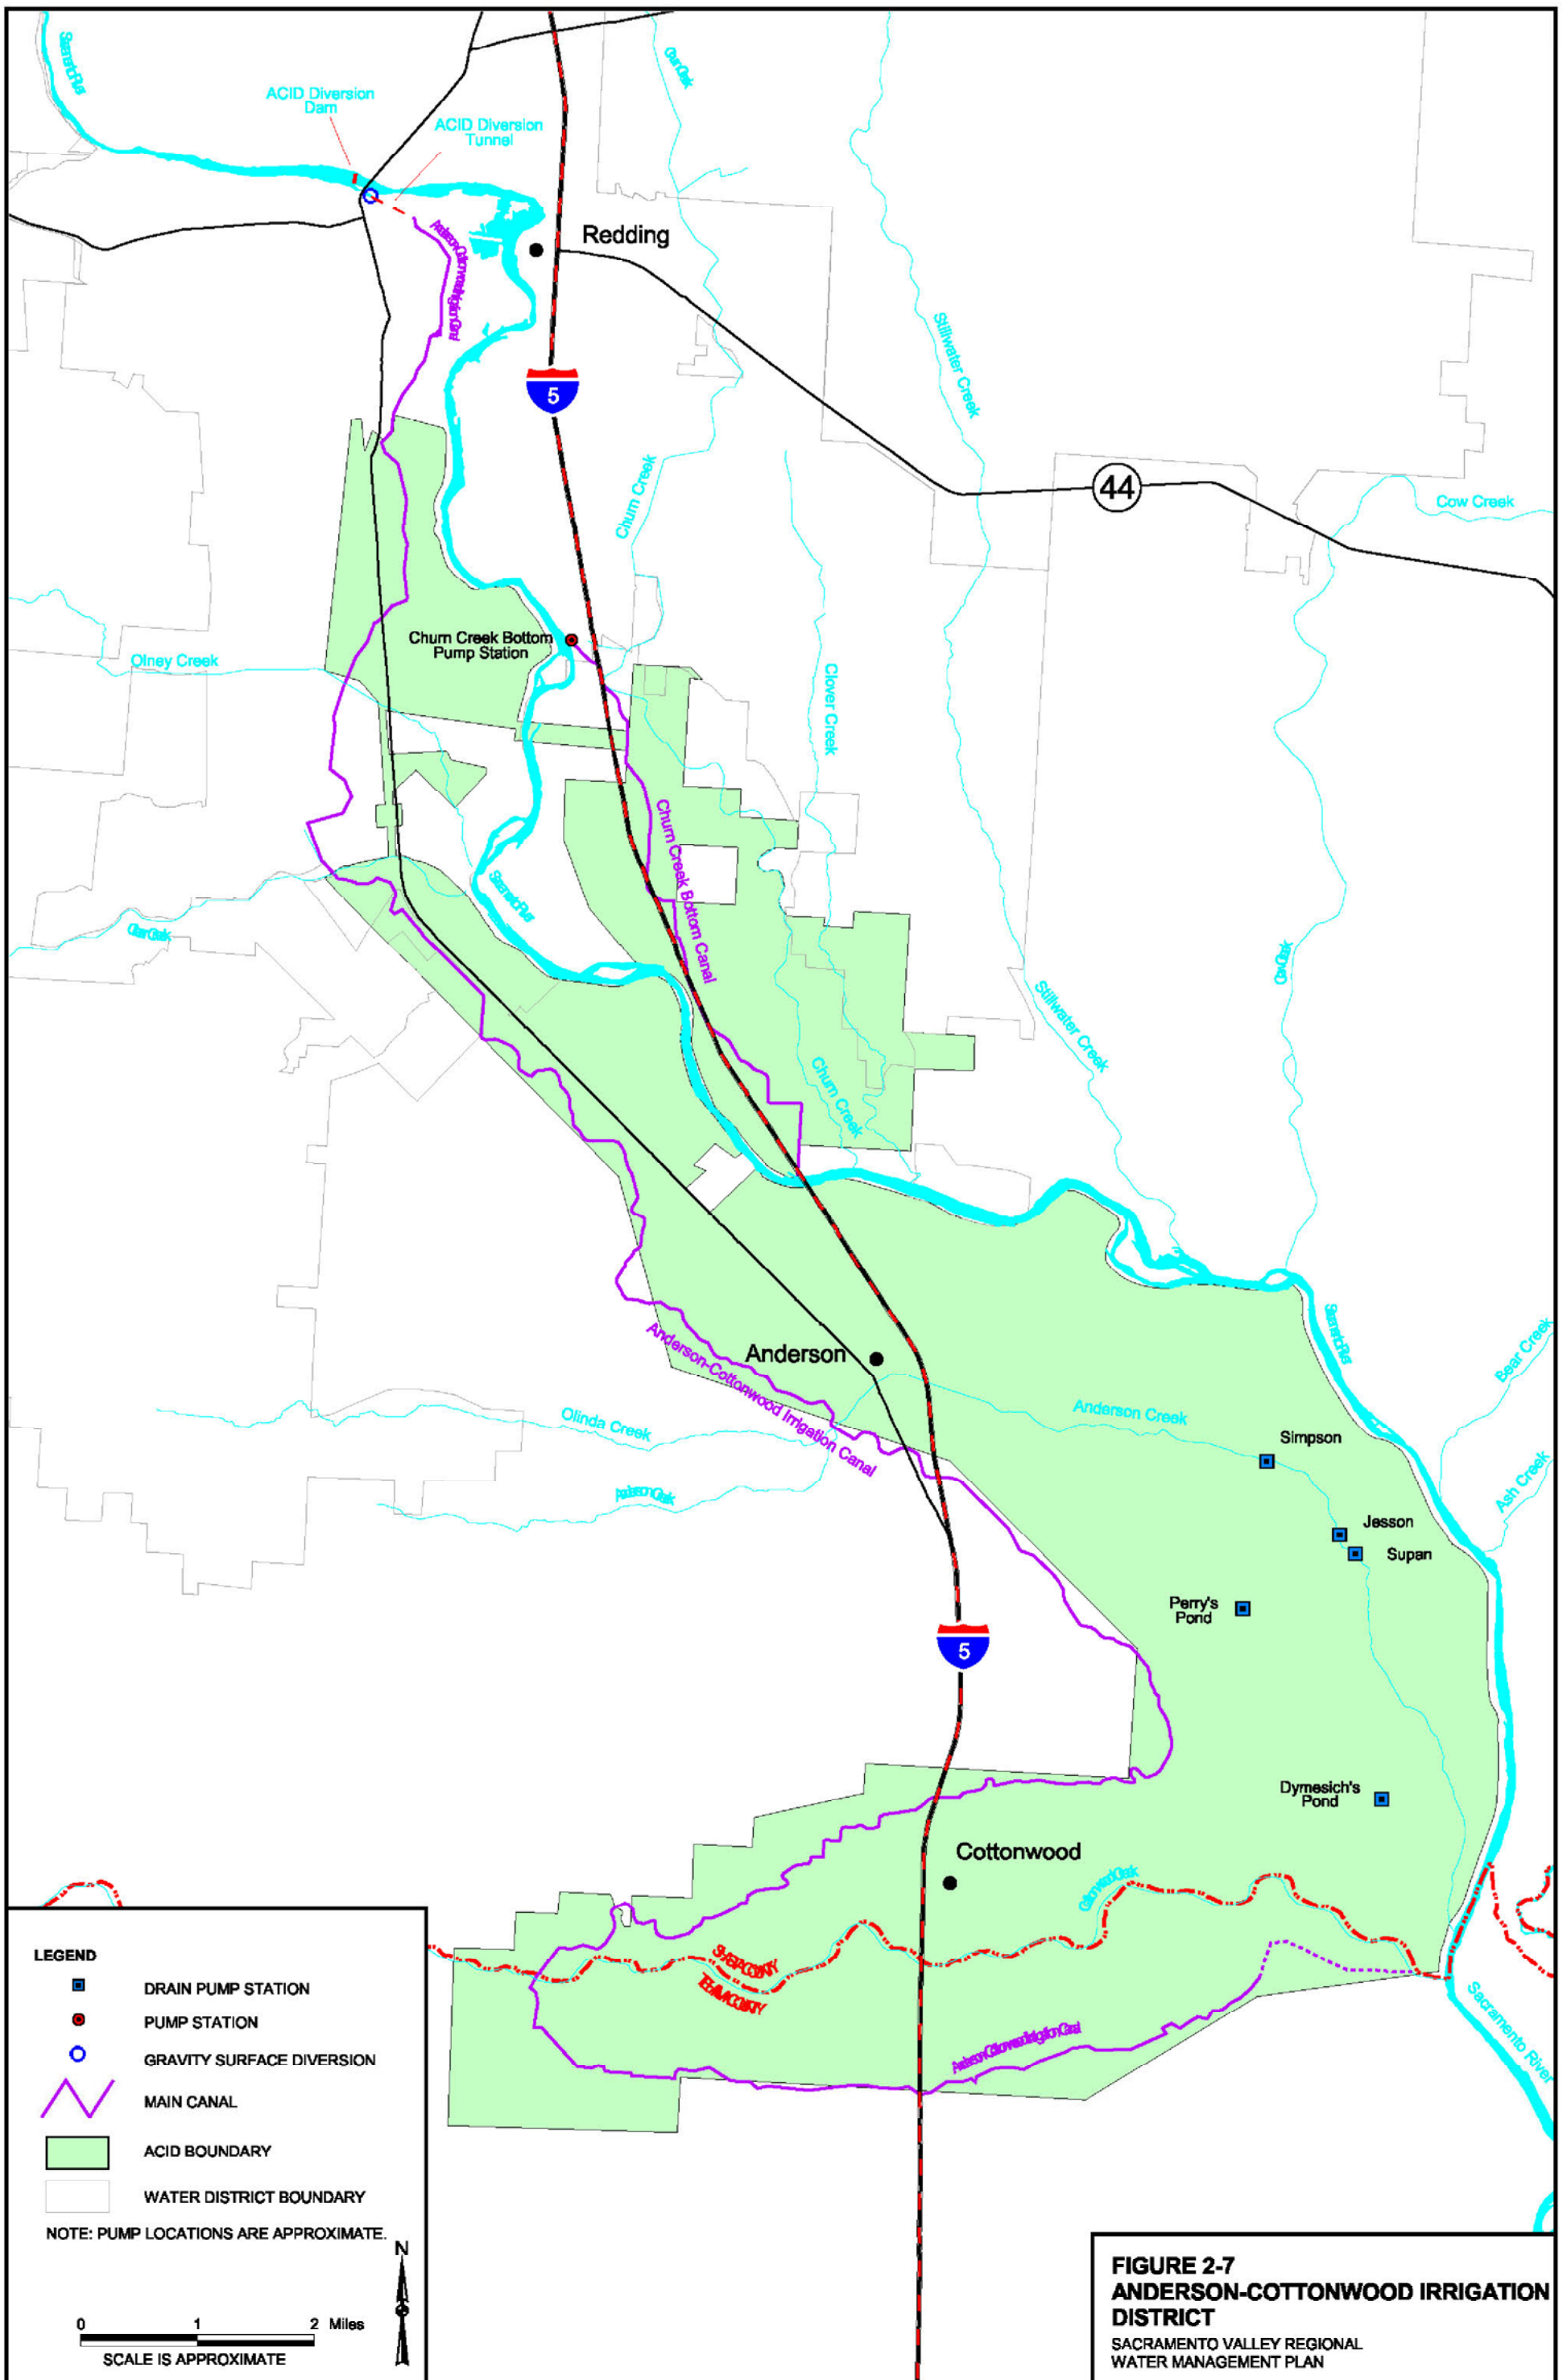 ACID Diversion
Dam
ACID Diversion
Tunnel
Redding
5
Stillwater Creek
44
Cow Creek
Churn Creek
Churn Creek Bottom
Pump Station
Olney Creek
Clover Creek
Churn Creek Bottom Canal
Stillwater Creek
Churn Creek
Anderson
Anderson-Cottonwood Irrigation Canal
Olinda Creek
Anderson Creek
Bear Creek
Ash Creek
Simpson
Jesson
Supan
Perry's
Pond
5
Dymesich's
Pond
Cottonwood
Sacramento River
LEGEND
DRAIN PUMP STATION
PUMP STATION
GRAVITY SURFACE DIVERSION
MAIN CANAL
ACID BOUNDARY
WATER DISTRICT BOUNDARY
NOTE: PUMP LOCATIONS ARE APPROXIMATE.
N
0 1 2 Miles
SCALE IS APPROXIMATE
FIGURE 2-7
ANDERSON-COTTONWOOD IRRIGATION
DISTRICT
SACRAMENTO VALLEY REGIONAL
WATER MANAGEMENT PLAN